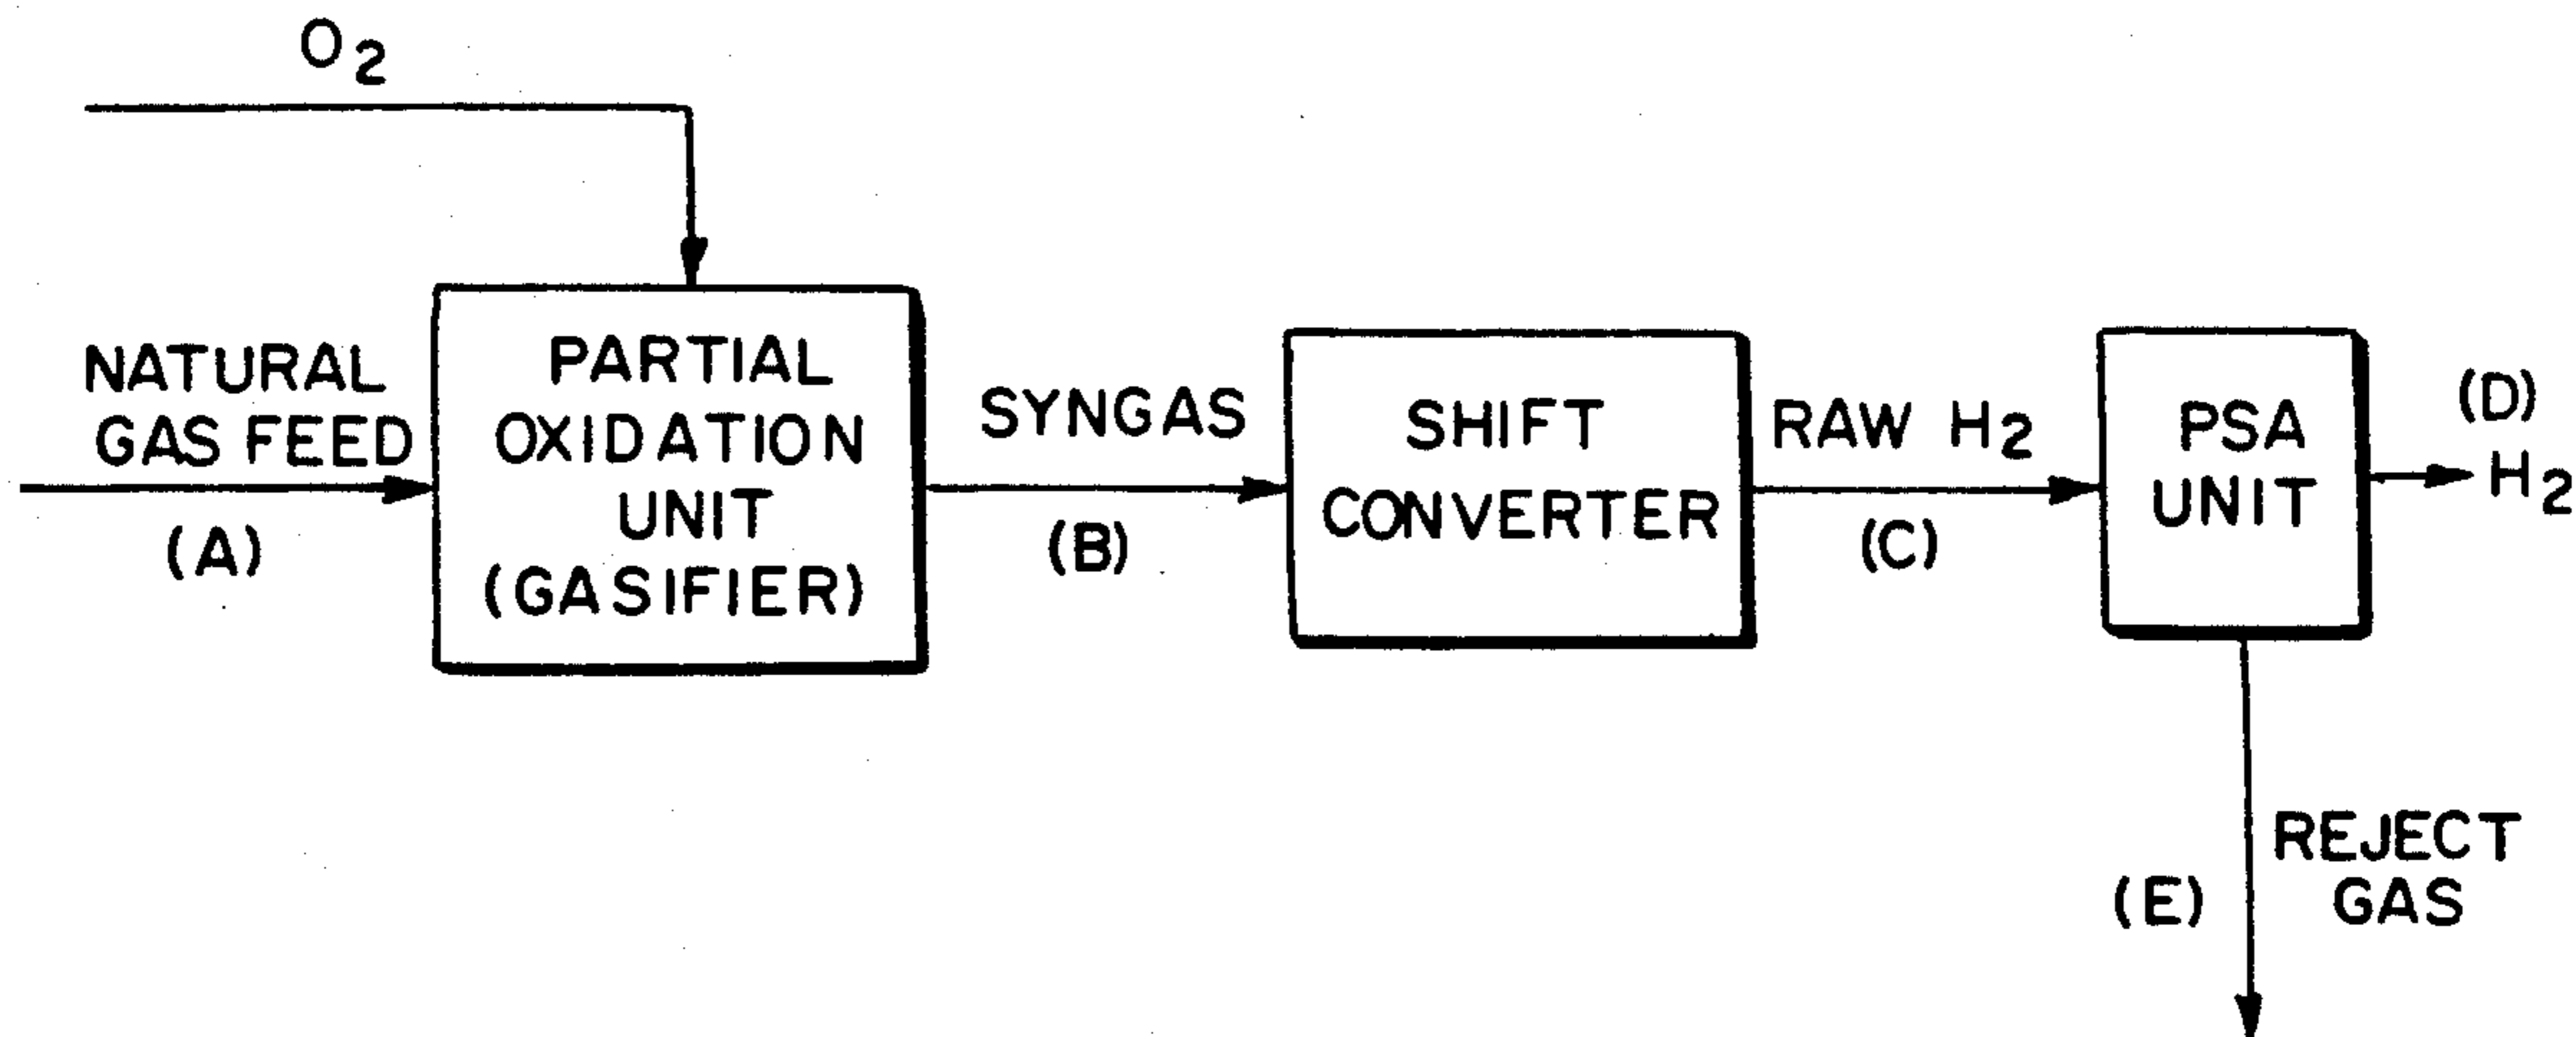 O2
NATURAL
GAS FEED
(A)
PARTIAL
OXIDATION
UNIT
(GASIFIER)
SYNGAS
(B)
SHIFT
CONVERTER
RAW H2
(C)
PSA
UNIT
(D)
H2
(E)
REJECT
GAS